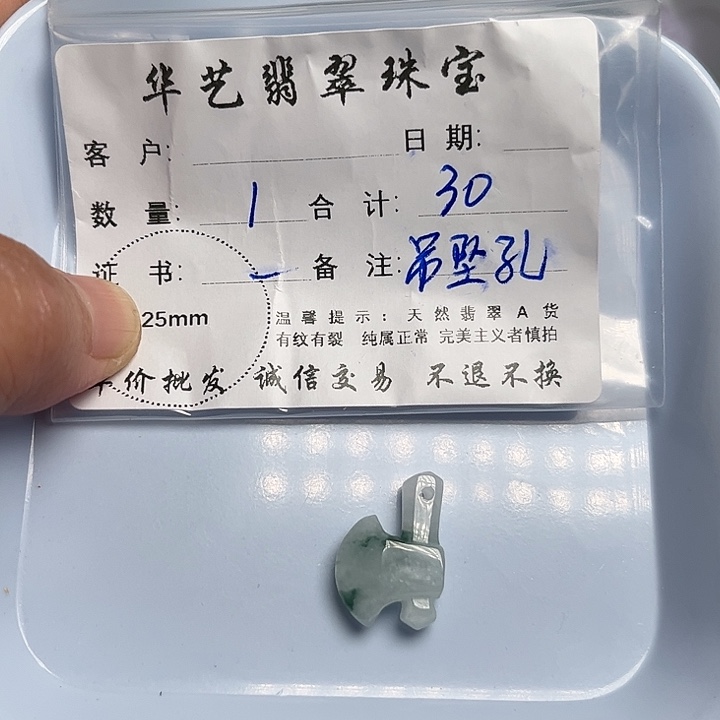 华艺翡翠珠宝
客 户: 日 期:
数 量: 1 合 计: 30
证 书: 备 注: 吊坠孔
25mm
温馨提示: 天然翡翠A货
有纹有裂 纯属正常 完美主义者慎拍
价批发 诚信交易 不退不换